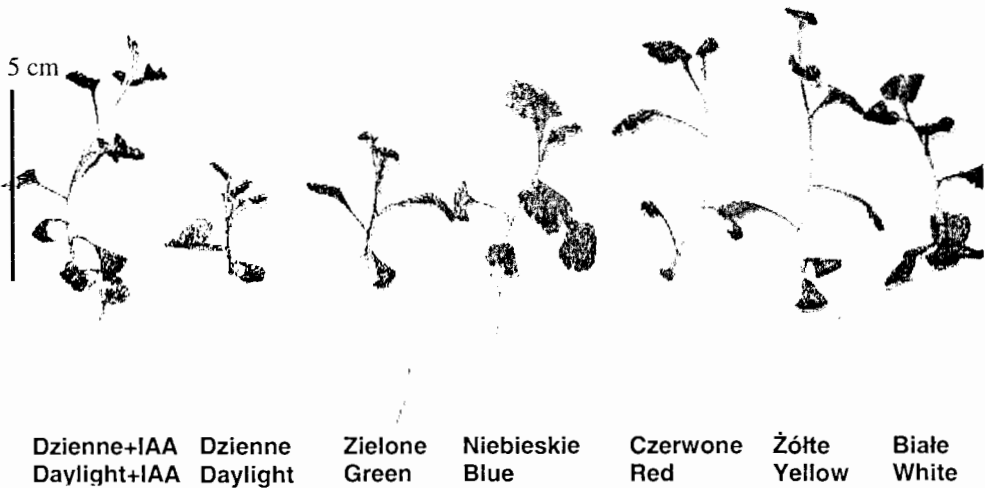 5 cm
Dzienne+IAA Dzienne Zielone Niebieskie Czerwone Żółte Białe
Daylight+IAA Daylight Green Blue Red Yellow White